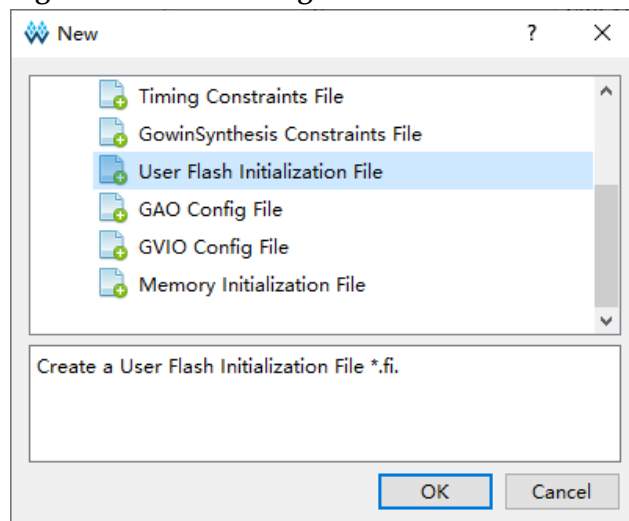 New
?
Timing Constraints File
GowinSynthesis Constraints File
User Flash Initialization File
GAO Config File
GVIO Config File
Memory Initialization File
Create a User Flash Initialization File *.fi.
OK
Cancel